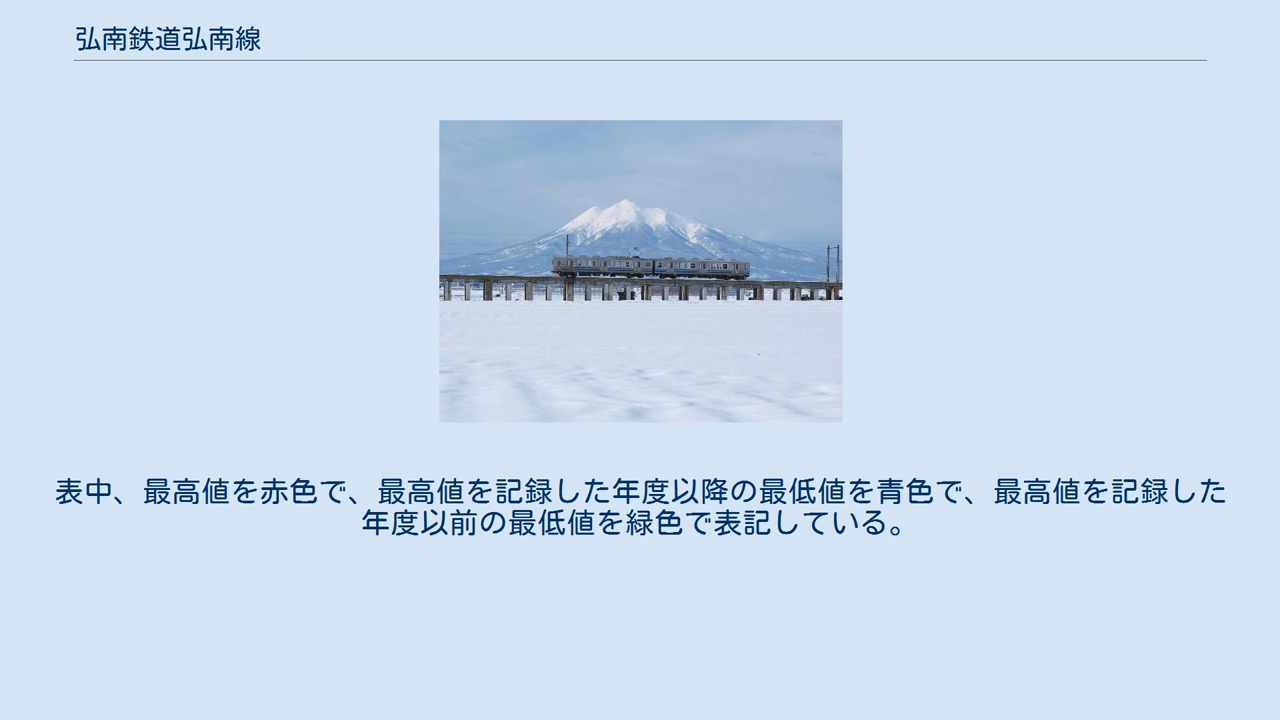 弘南鉄道弘南線
表中、最高値を赤色で、最高値を記録した年度以降の最低値を青色で、最高値を記録した
年度以前の最低値を緑色で表記している。